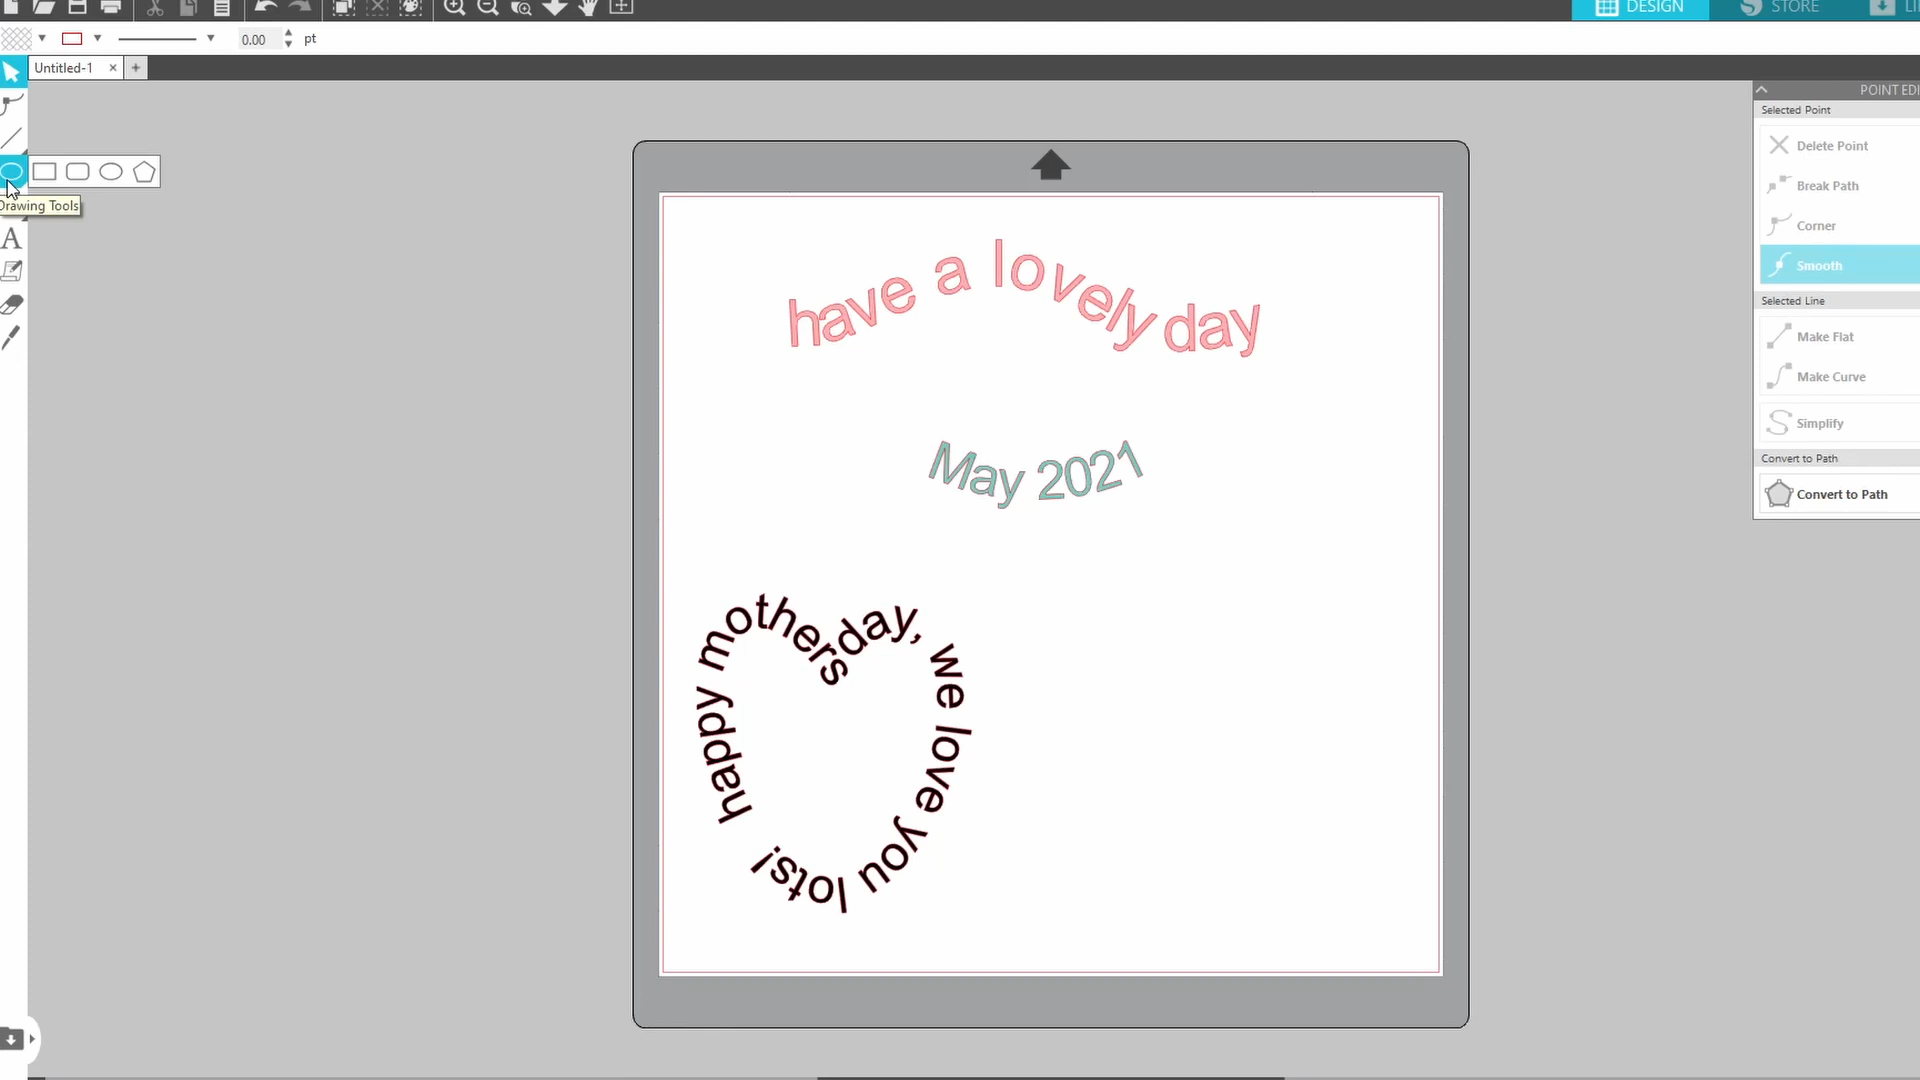 DESIGN
STORE
LI
0.00
pt
Untitled-1
POINT EDI
Selected Point
Delete Point
Break Path
Corner
Smooth
Selected Line
Make Flat
Make Curve
Simplify
Convert to Path
Convert to Path
Drawing Tools
A
have a lovely day
May 2021
happy mothers day, we love you lots!